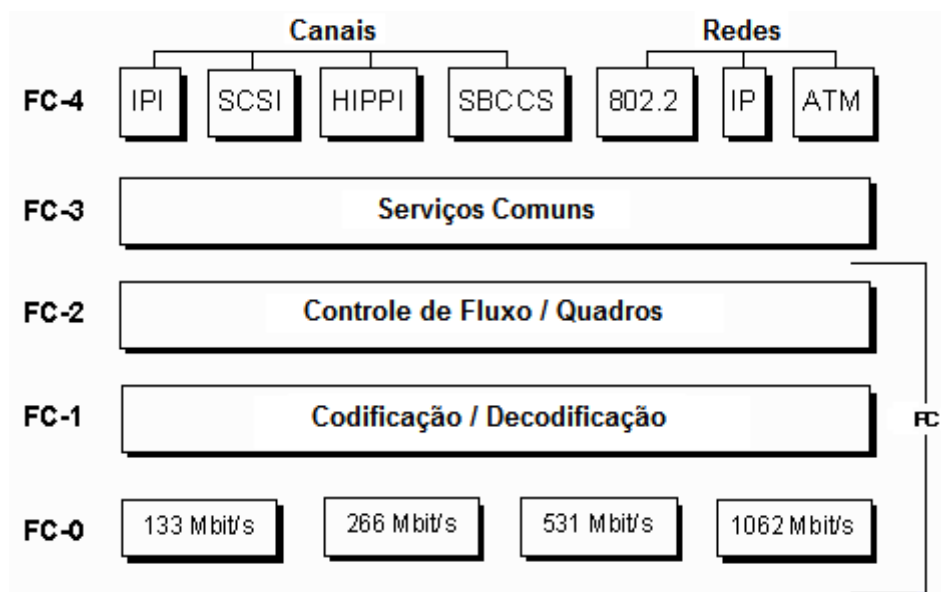 Canais Redes
FC-4 IPI SCSI HIPPI SBCCS 802.2 IP ATM
FC-3 Serviços Comuns
FC-2 Controle de Fluxo / Quadros
FC-1 Codificação / Decodificação
FC
FC-0 133 Mbit/s 266 Mbit/s 531 Mbit/s 1062 Mbit/s